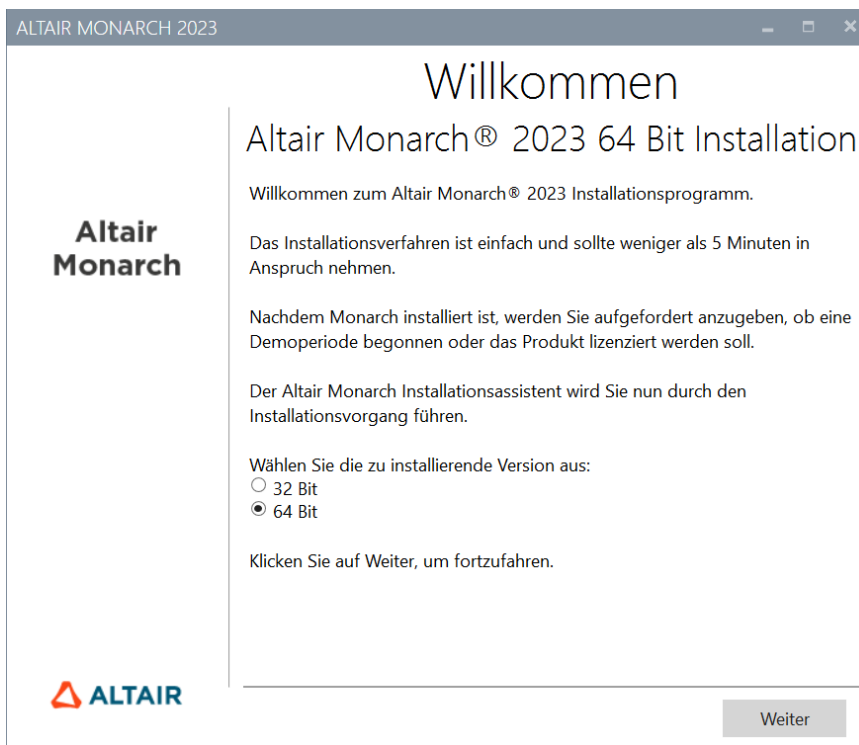 ALTAIR MONARCH 2023
Willkommen
Altair Monarch® 2023 64 Bit Installation
Willkommen zum Altair Monarch® 2023 Installationsprogramm.
Altair
Monarch
Das Installationsverfahren ist einfach und sollte weniger als 5 Minuten in
Anspruch nehmen.
Nachdem Monarch installiert ist, werden Sie aufgefordert anzugeben, ob eine
Demoperiode begonnen oder das Produkt lizenziert werden soll.
Der Altair Monarch Installationsassistent wird Sie nun durch den
Installationsvorgang führen.
Wählen Sie die zu installierende Version aus:
32 Bit
64 Bit
Klicken Sie auf Weiter, um fortzufahren.
ALTAIR
Weiter